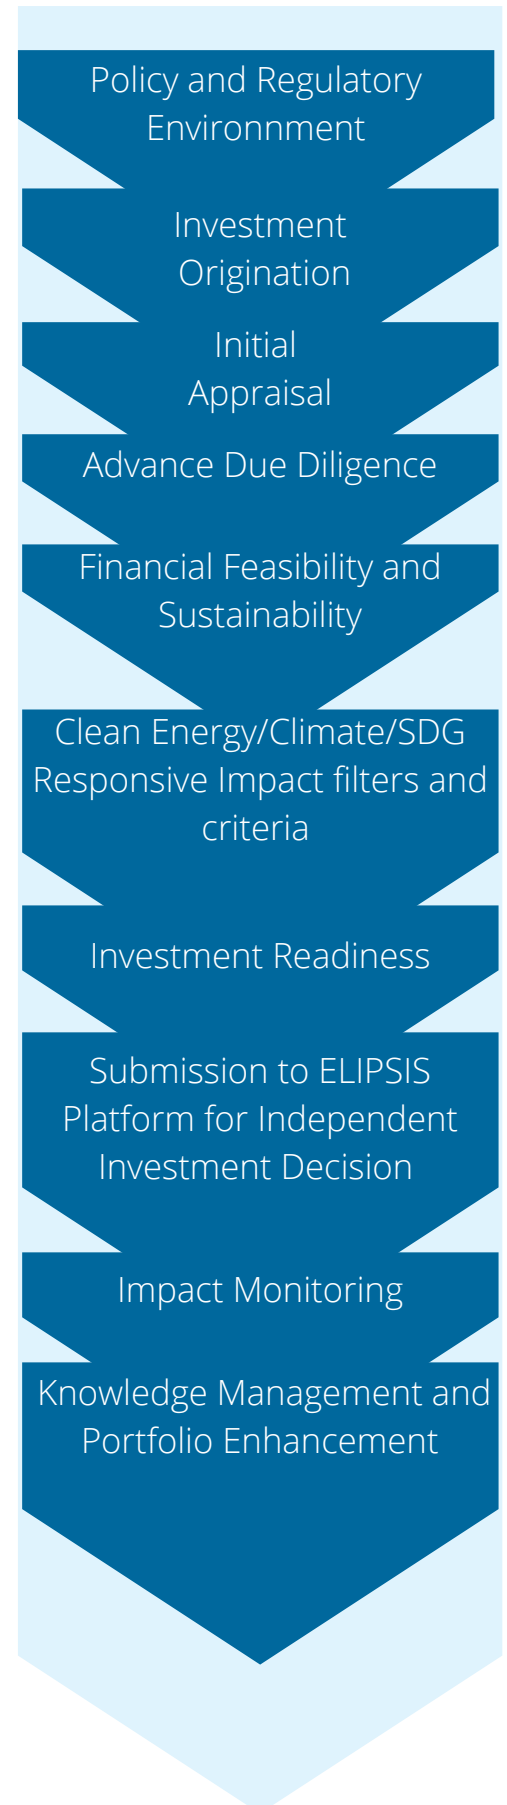 Policy and Regulatory
Environnment
Investment
Origination
Initial
Appraisal
Advance Due Diligence
Financial Feasibility and
Sustainability
Clean Energy/Climate/SDG
Responsive Impact filters and
criteria
Investment Readiness
Submission to ELIPSIS
Platform for Independent
Investment Decision
Impact Monitoring
Knowledge Management and
Portfolio Enhancement